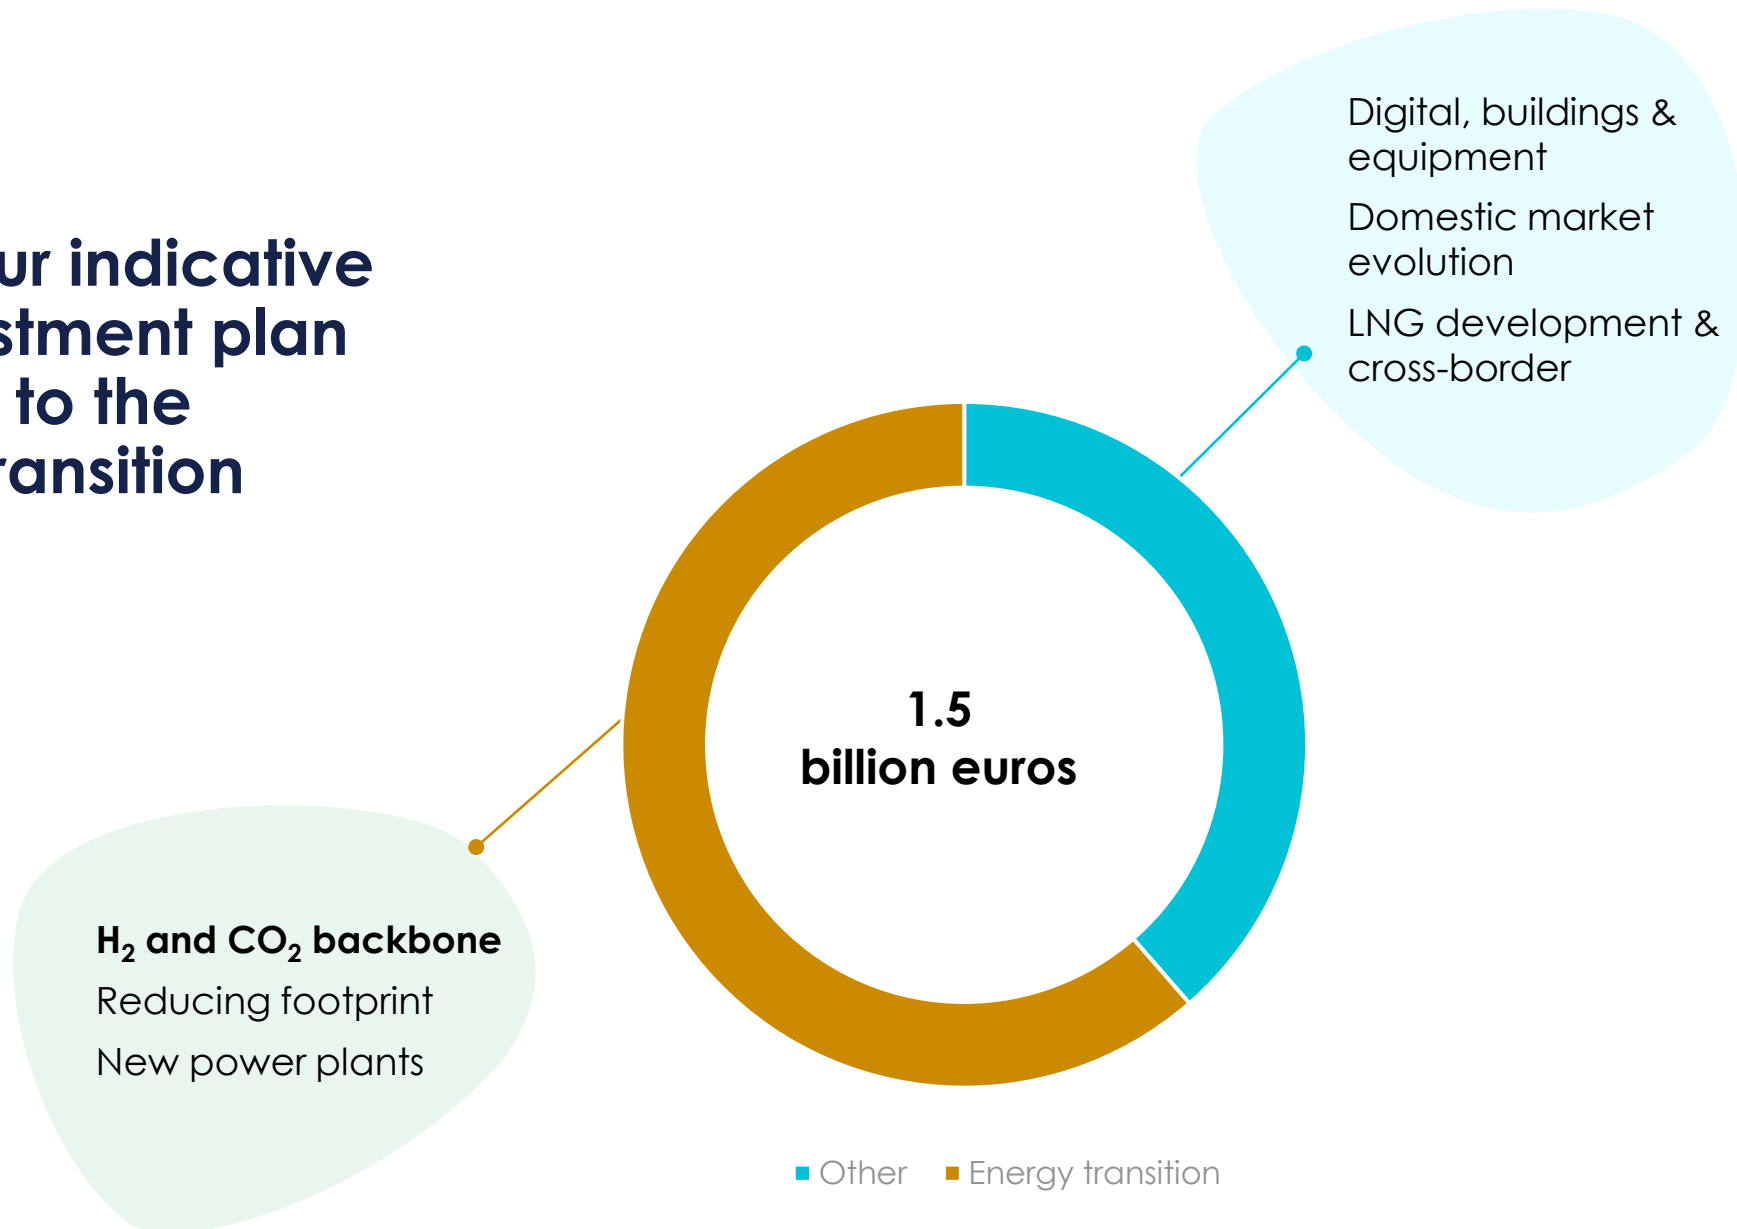 ur indicative
stment plan
to the
ransition
Digital, buildings &
equipment
Domestic market
evolution
LNG development &
cross-border
1.5
billion euros
H₂ and CO₂ backbone
Reducing footprint
New power plants
Other
Energy transition